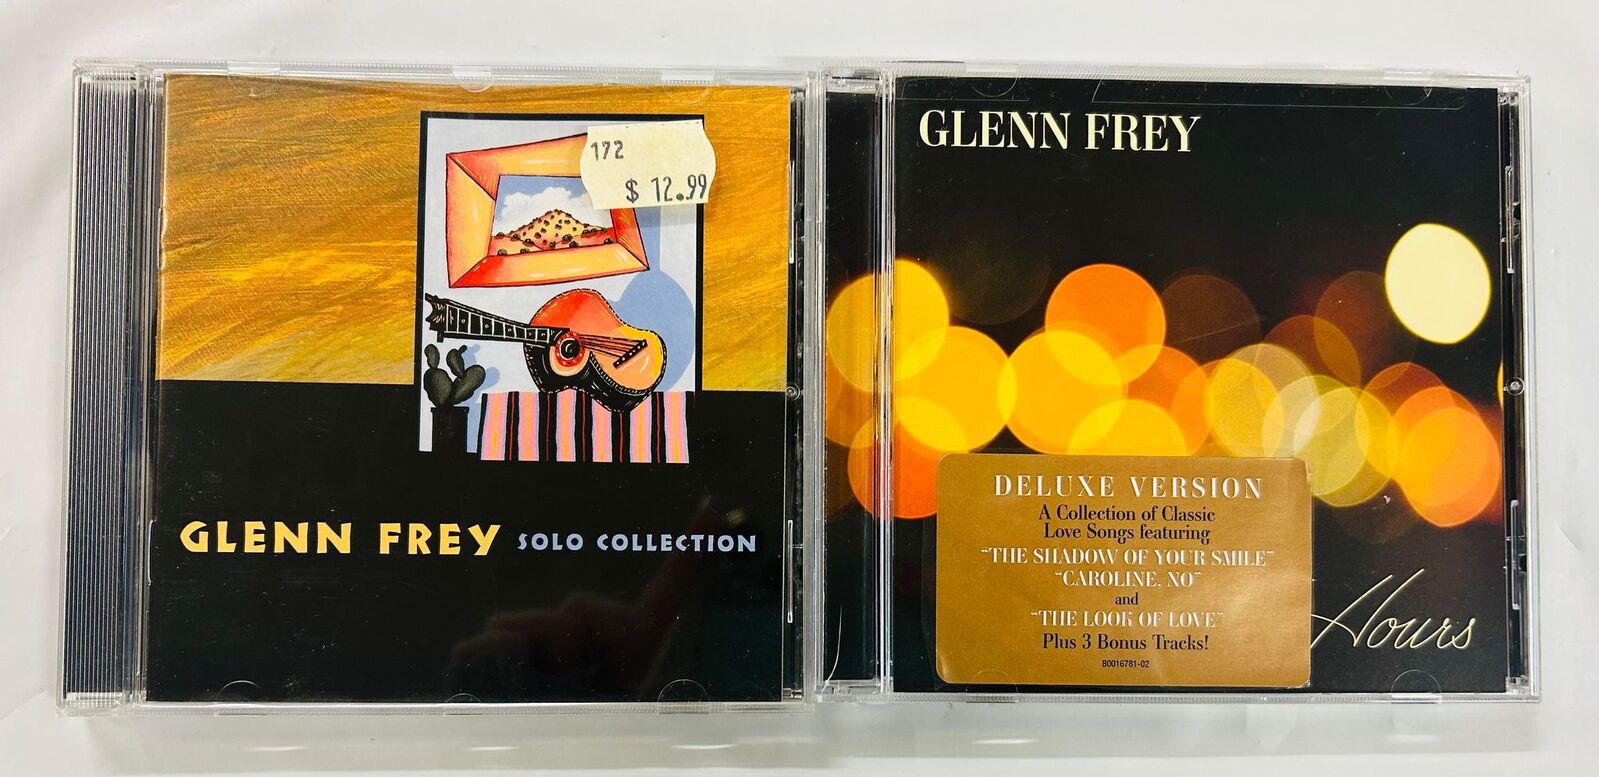 172
$ 12.99
GLENN FREY SOLO COLLECTION
GLENN FREY
DELUXE VERSION
A Collection of Classic
Love Songs featuring
"THE SHADOW OF YOUR SMILE"
"CAROLINE, NO"
and
"THE LOOK OF LOVE"
Plus 3 Bonus Tracks!
B0016781-02
Hours